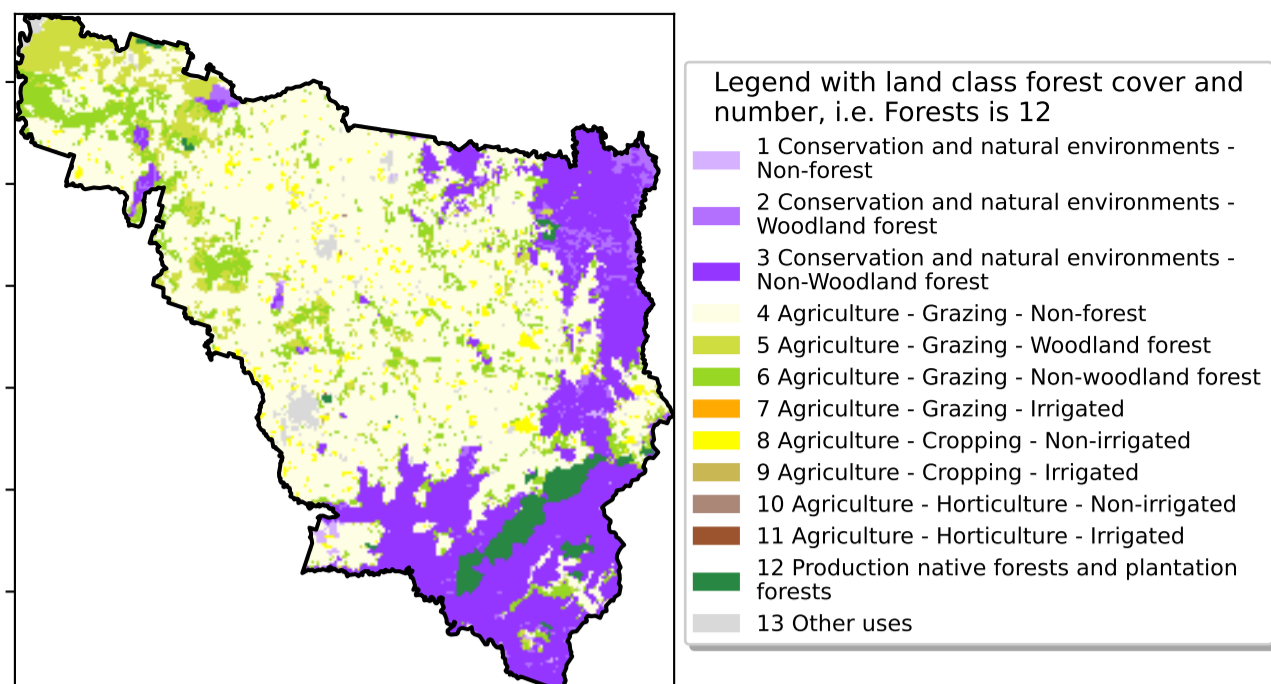 Legend with land class forest cover and
number, i.e. Forests is 12
1 Conservation and natural environments -
Non-forest
2 Conservation and natural environments -
Woodland forest
3 Conservation and natural environments -
Non-Woodland forest
4 Agriculture - Grazing - Non-forest
5 Agriculture - Grazing - Woodland forest
6 Agriculture - Grazing - Non-woodland forest
7 Agriculture - Grazing - Irrigated
8 Agriculture - Cropping - Non-irrigated
9 Agriculture - Cropping - Irrigated
10 Agriculture - Horticulture - Non-irrigated
11 Agriculture - Horticulture - Irrigated
12 Production native forests and plantation
forests
13 Other uses